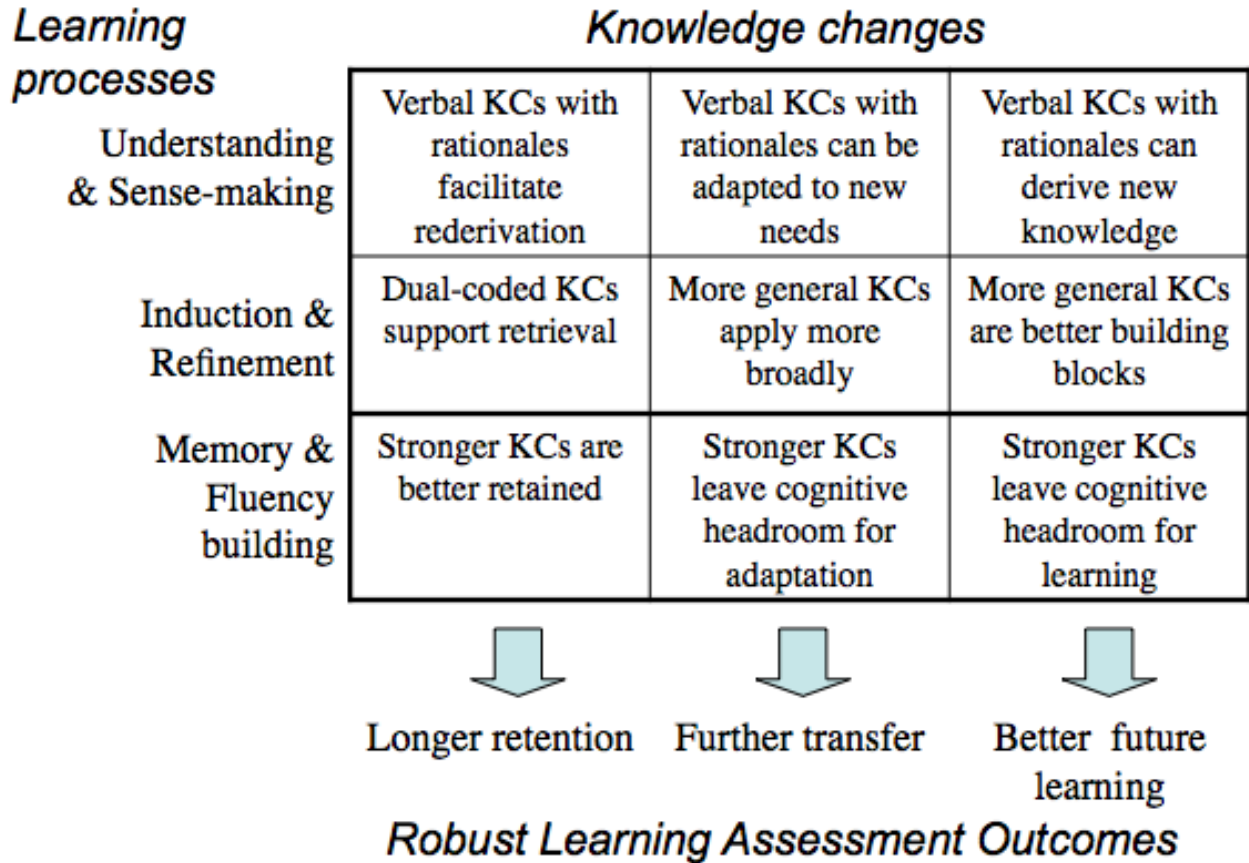 Learning
processes
Knowledge changes
Understanding
& Sense-making
Verbal KCs with
rationales
facilitate
rederivation
Verbal KCs with
rationales can be
adapted to new
needs
Verbal KCs with
rationales can
derive new
knowledge
Induction &
Refinement
Dual-coded KCs
support retrieval
More general KCs
apply more
broadly
More general KCs
are better building
blocks
Memory &
Fluency
building
Stronger KCs are
better retained
Stronger KCs
leave cognitive
headroom for
adaptation
Stronger KCs
leave cognitive
headroom for
learning
Longer retention
Further transfer
Better future
learning
Robust Learning Assessment Outcomes